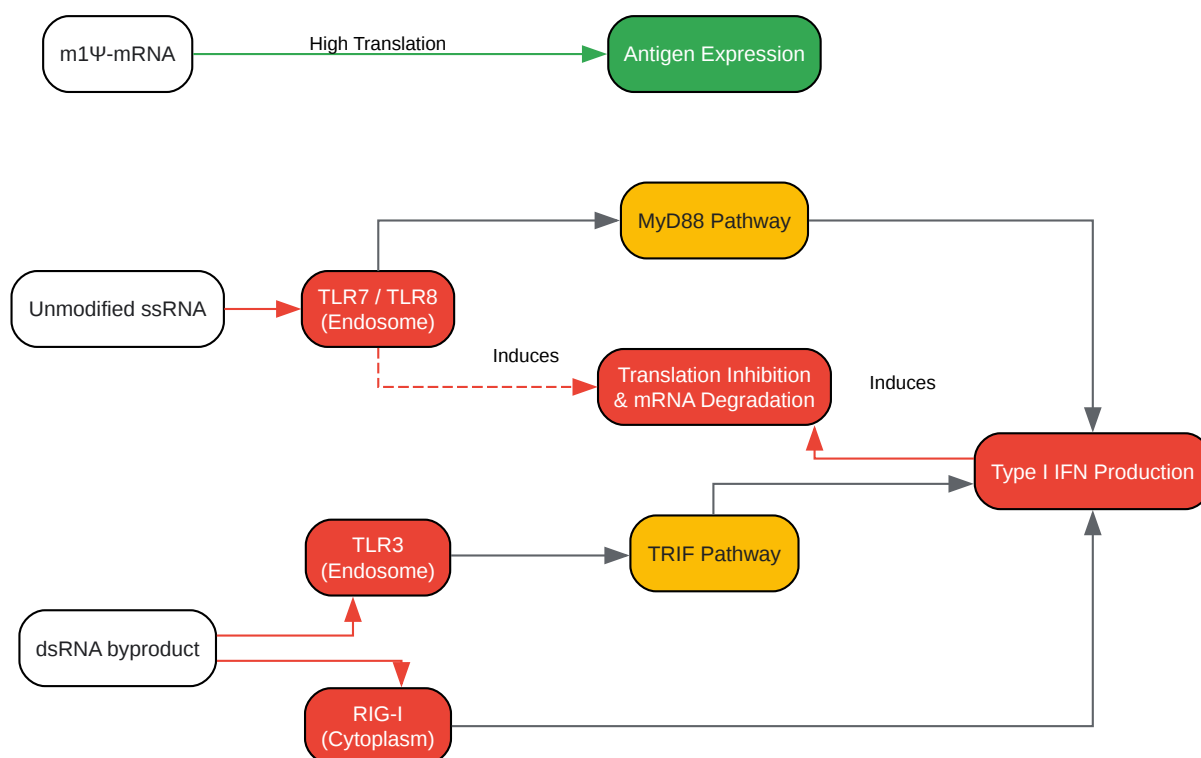 m1Ψ-mRNA
High Translation
Antigen Expression
MyD88 Pathway
Unmodified ssRNA
TLR7 / TLR8
(Endosome)
Induces
Translation Inhibition
& mRNA Degradation
Induces
Type I IFN Production
TLR3
(Endosome)
TRIF Pathway
dsRNA byproduct
RIG-I
(Cytoplasm)